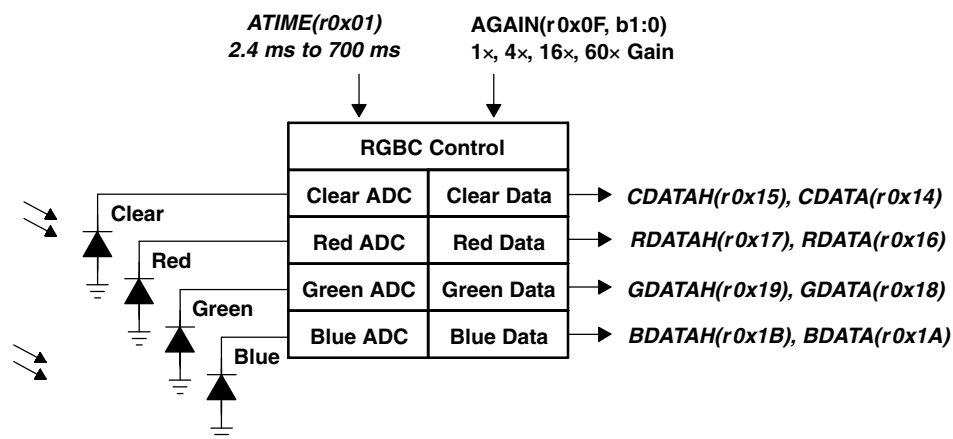 ATIME(r0x01)
2.4 ms to 700 ms
AGAIN(r0x0F, b1:0)
1×, 4×, 16×, 60× Gain
RGBC Control
Clear
Clear ADC
Clear Data
CDATAH(r0x15), CDATA(r0x14)
Red
Red ADC
Red Data
RDATAH(r0x17), RDATA(r0x16)
Green
Green ADC
Green Data
GDATAH(r0x19), GDATA(r0x18)
Blue
Blue ADC
Blue Data
BDATAH(r0x1B), BDATA(r0x1A)